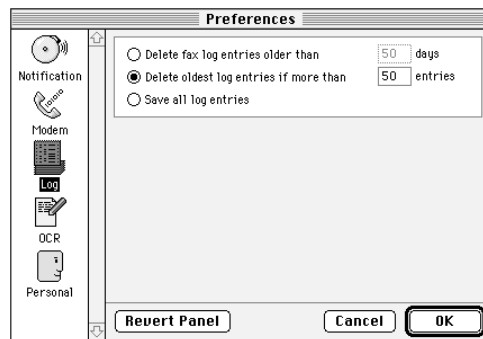 Preferences
Notification
Modem
Log
OCR
Personal
Delete fax log entries older than 50 days
Delete oldest log entries if more than 50 entries
Save all log entries
Revert Panel Cancel OK